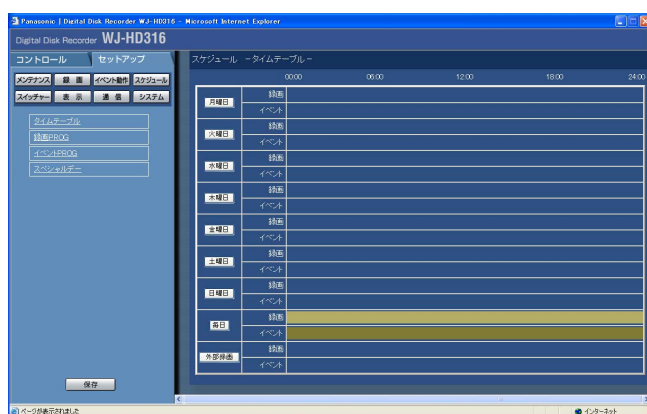 Panasonic | Digital Disk Recorder WJ-HD316 - Microsoft Internet Explorer
Digital Disk Recorder WJ-HD316
コントロール セットアップ
メンテナンス 録画 イベント動作 スケジュール
スイッチャー 表示 通信 システム
タイムテーブル
録画PROG
イベントPROG
スペシャルデー
保存
スケジュール －タイムテーブル－
00:00 06:00 12:00 18:00 24:00
月曜日 録画
イベント
火曜日 録画
イベント
水曜日 録画
イベント
木曜日 録画
イベント
金曜日 録画
イベント
土曜日 録画
イベント
日曜日 録画
イベント
毎日 録画
イベント
外部録画 録画
イベント
ページが表示されました インターネット